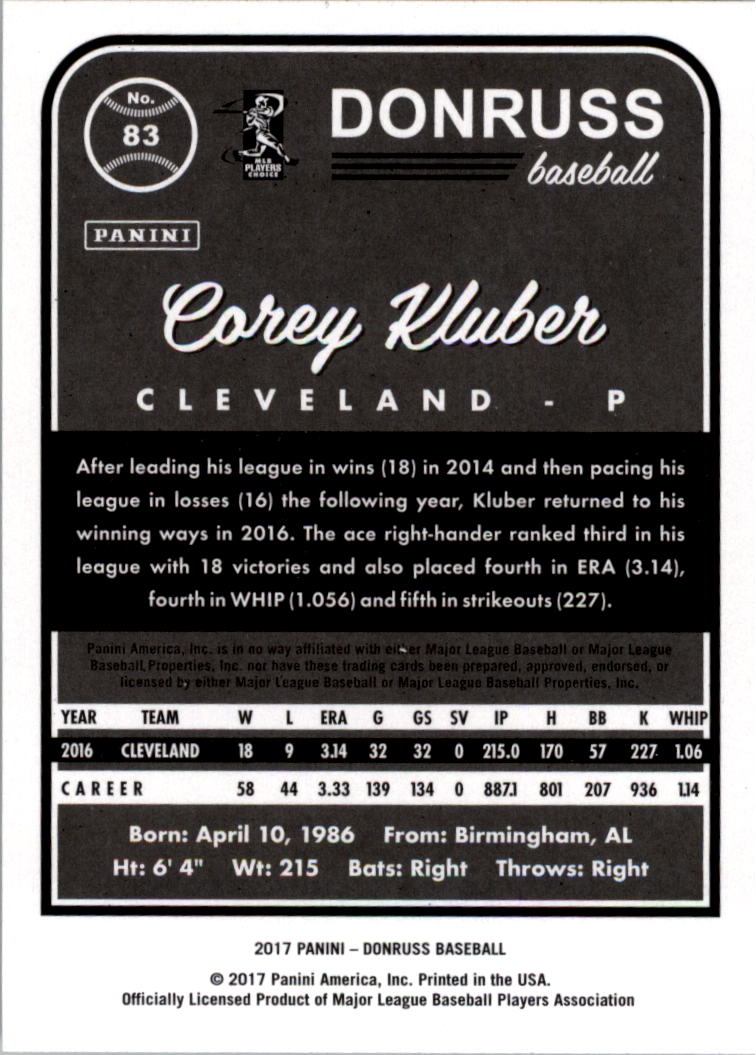 No.
83
MLB
PLAYERS
CHOICE
DONRUSS
baseball
PANINI
Corey Kluber
CLEVELAND - P
After leading his league in wins (18) in 2014 and then pacing his
league in losses (16) the following year, Kluber returned to his
winning ways in 2016. The ace right-hander ranked third in his
league with 18 victories and also placed fourth in ERA (3.14),
fourth in WHIP (1.056) and fifth in strikeouts (227).
Panini America, Inc. is in no way affiliated with either Major League Baseball or Major League
Baseball Properties, Inc. nor have these trading cards been prepared, approved, endorsed, or
licensed by either Major League Baseball or Major League Baseball Properties, Inc.
YEAR TEAM W L ERA G GS SV IP H BB K WHIP
2016 CLEVELAND 18 9 3.14 32 32 0 215.0 170 57 227 1.06
CAREER 58 44 3.33 139 134 0 887.1 801 207 936 1.14
Born: April 10, 1986 From: Birmingham, AL
Ht: 6' 4" Wt: 215 Bats: Right Throws: Right
2017 PANINI – DONRUSS BASEBALL
© 2017 Panini America, Inc. Printed in the USA.
Officially Licensed Product of Major League Baseball Players Association